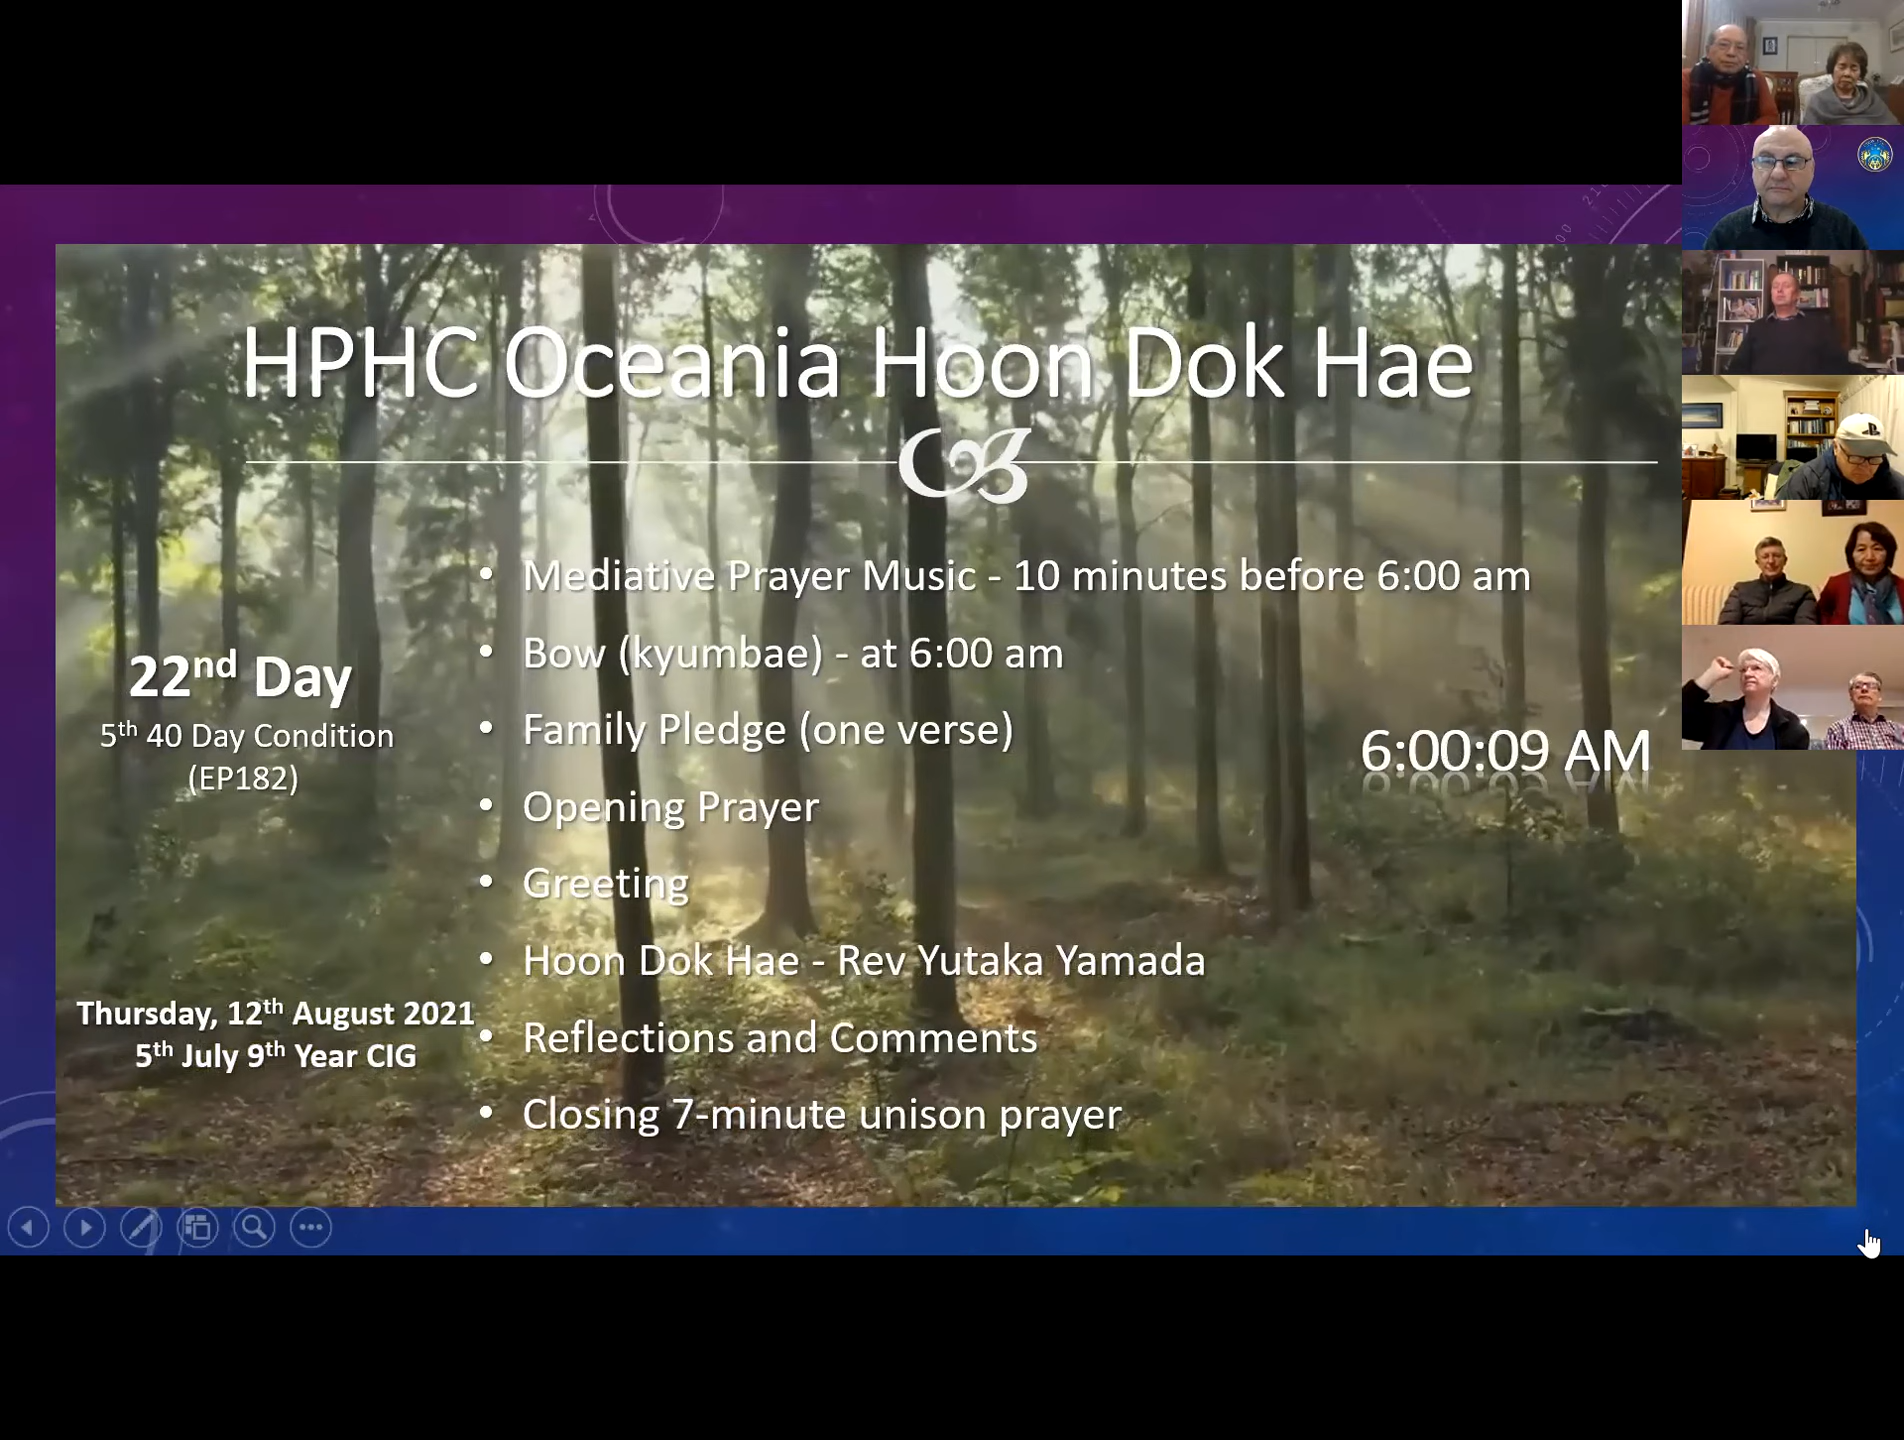 HPHC Oceania Hoon Dok Hae
22nd Day
5th 40 Day Condition
(EP182)
Thursday, 12th August 2021
5th July 9th Year CIG
• Mediative Prayer Music - 10 minutes before 6:00 am
• Bow (kyumbae) - at 6:00 am
• Family Pledge (one verse)
• Opening Prayer
• Greeting
• Hoon Dok Hae - Rev Yutaka Yamada
• Reflections and Comments
• Closing 7-minute unison prayer
6:00:09 AM